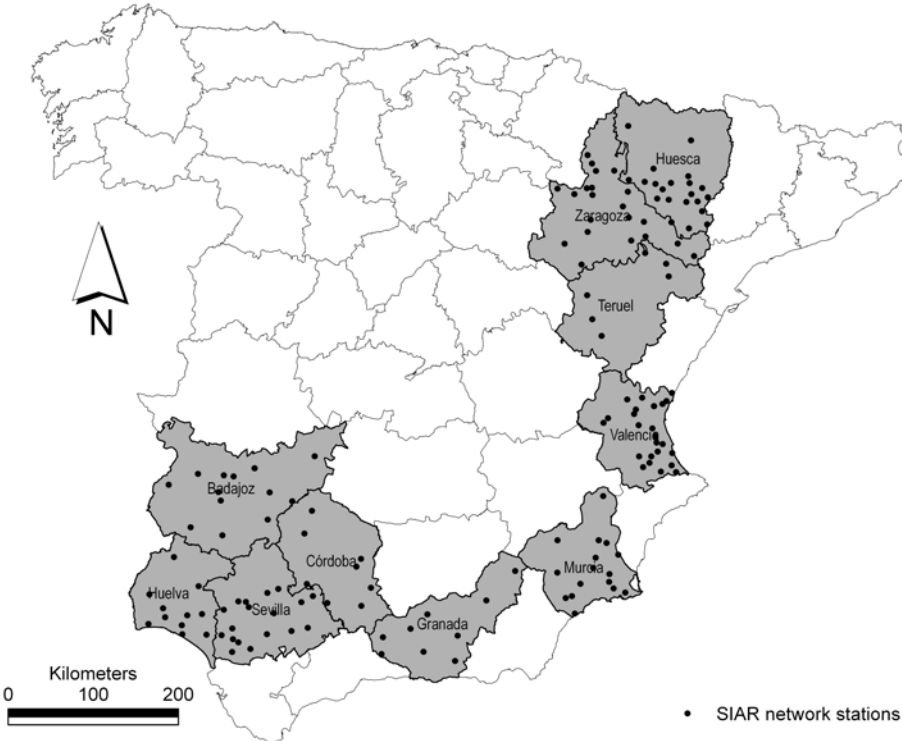 Huesca
Zaragoza
Teruel
Valencia
Badajoz
Córdoba
Murcia
Huelva
Sevilla
Granada
N
Kilometers
0 100 200
SIAR network stations